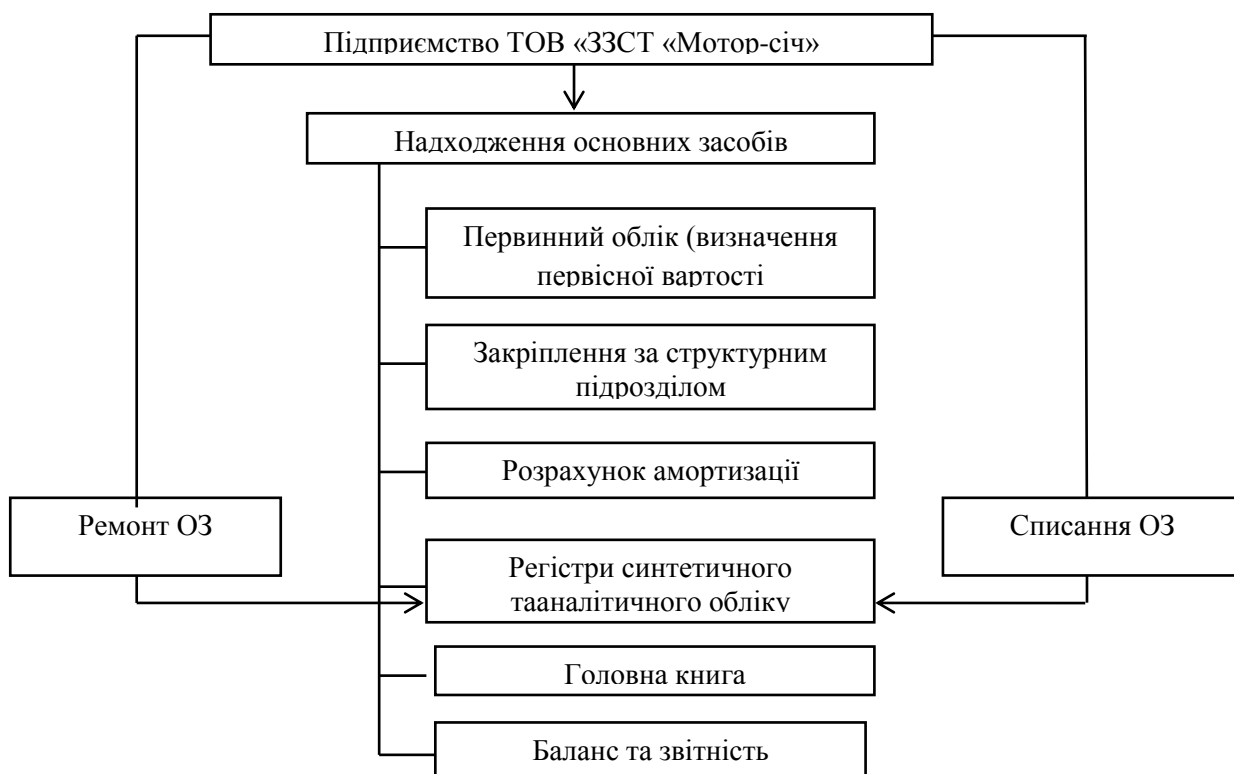 Підприємство ТОВ «ЗЗСТ «Мотор-січ»
Надходження основних засобів
Первинний облік (визначення
первісної вартості
Закріплення за структурним
підрозділом
Розрахунок амортизації
Ремонт ОЗ
Списання ОЗ
Регістри синтетичного
тааналітичного обліку
Головна книга
Баланс та звітність